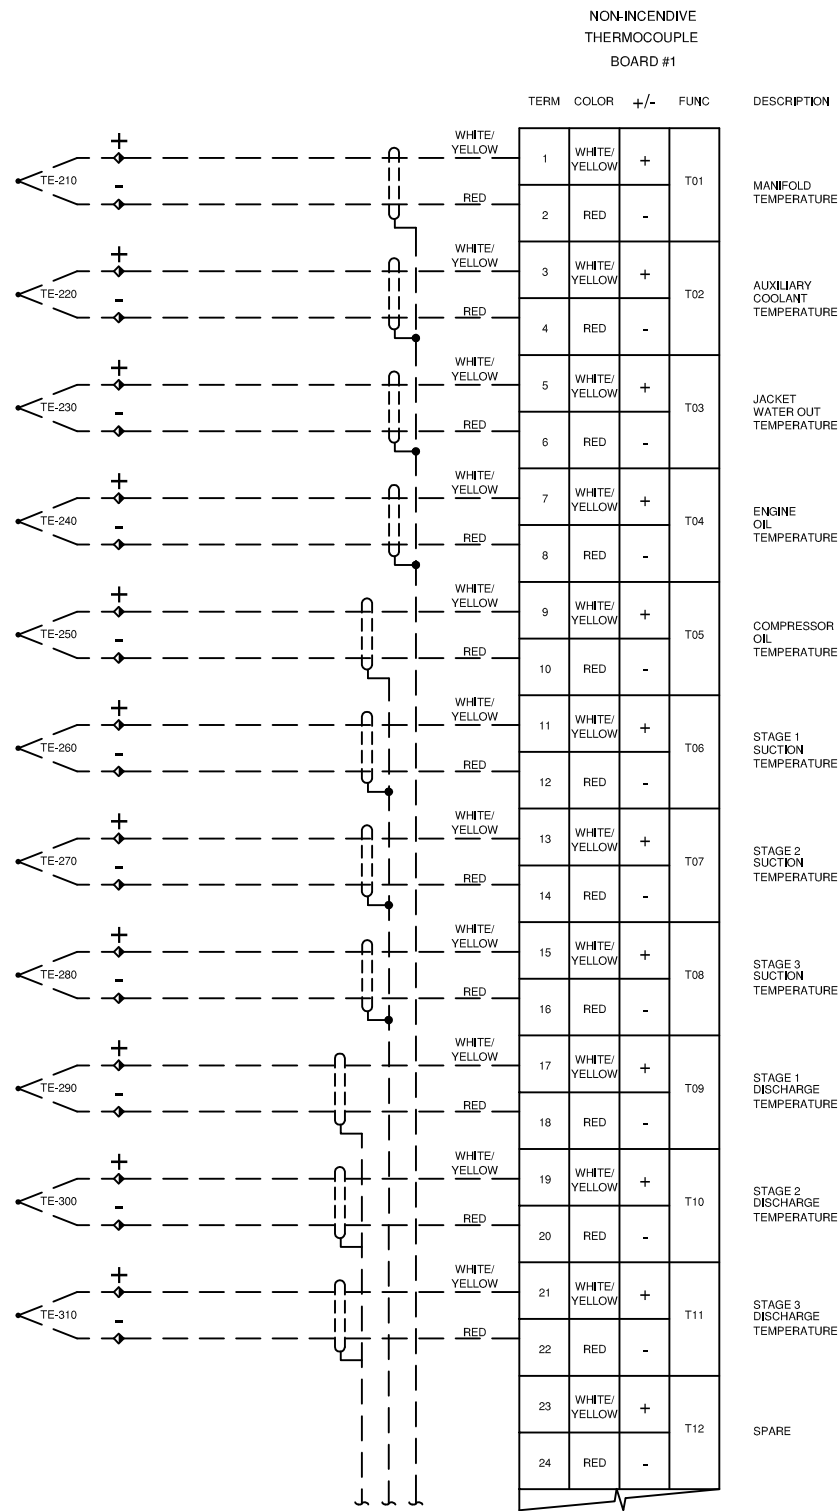 NON-INCENDIVE
THERMOCOUPLE
BOARD #1
TERM COLOR +/- FUNC DESCRIPTION
+
-
TE-210
WHITE/
YELLOW
RED
1 WHITE/
YELLOW +
2 RED -
T01
MANIFOLD
TEMPERATURE
+
-
TE-220
WHITE/
YELLOW
RED
3 WHITE/
YELLOW +
4 RED -
T02
AUXILIARY
COOLANT
TEMPERATURE
+
-
TE-230
WHITE/
YELLOW
RED
5 WHITE/
YELLOW +
6 RED -
T03
JACKET
WATER OUT
TEMPERATURE
+
-
TE-240
WHITE/
YELLOW
RED
7 WHITE/
YELLOW +
8 RED -
T04
ENGINE
OIL
TEMPERATURE
+
-
TE-250
WHITE/
YELLOW
RED
9 WHITE/
YELLOW +
10 RED -
T05
COMPRESSOR
OIL
TEMPERATURE
+
-
TE-260
WHITE/
YELLOW
RED
11 WHITE/
YELLOW +
12 RED -
T06
STAGE 1
SUCTION
TEMPERATURE
+
-
TE-270
WHITE/
YELLOW
RED
13 WHITE/
YELLOW +
14 RED -
T07
STAGE 2
SUCTION
TEMPERATURE
+
-
TE-280
WHITE/
YELLOW
RED
15 WHITE/
YELLOW +
16 RED -
T08
STAGE 3
SUCTION
TEMPERATURE
+
-
TE-290
WHITE/
YELLOW
RED
17 WHITE/
YELLOW +
18 RED -
T09
STAGE 1
DISCHARGE
TEMPERATURE
+
-
TE-300
WHITE/
YELLOW
RED
19 WHITE/
YELLOW +
20 RED -
T10
STAGE 2
DISCHARGE
TEMPERATURE
+
-
TE-310
WHITE/
YELLOW
RED
21 WHITE/
YELLOW +
22 RED -
T11
STAGE 3
DISCHARGE
TEMPERATURE
23 WHITE/
YELLOW +
24 RED -
T12
SPARE